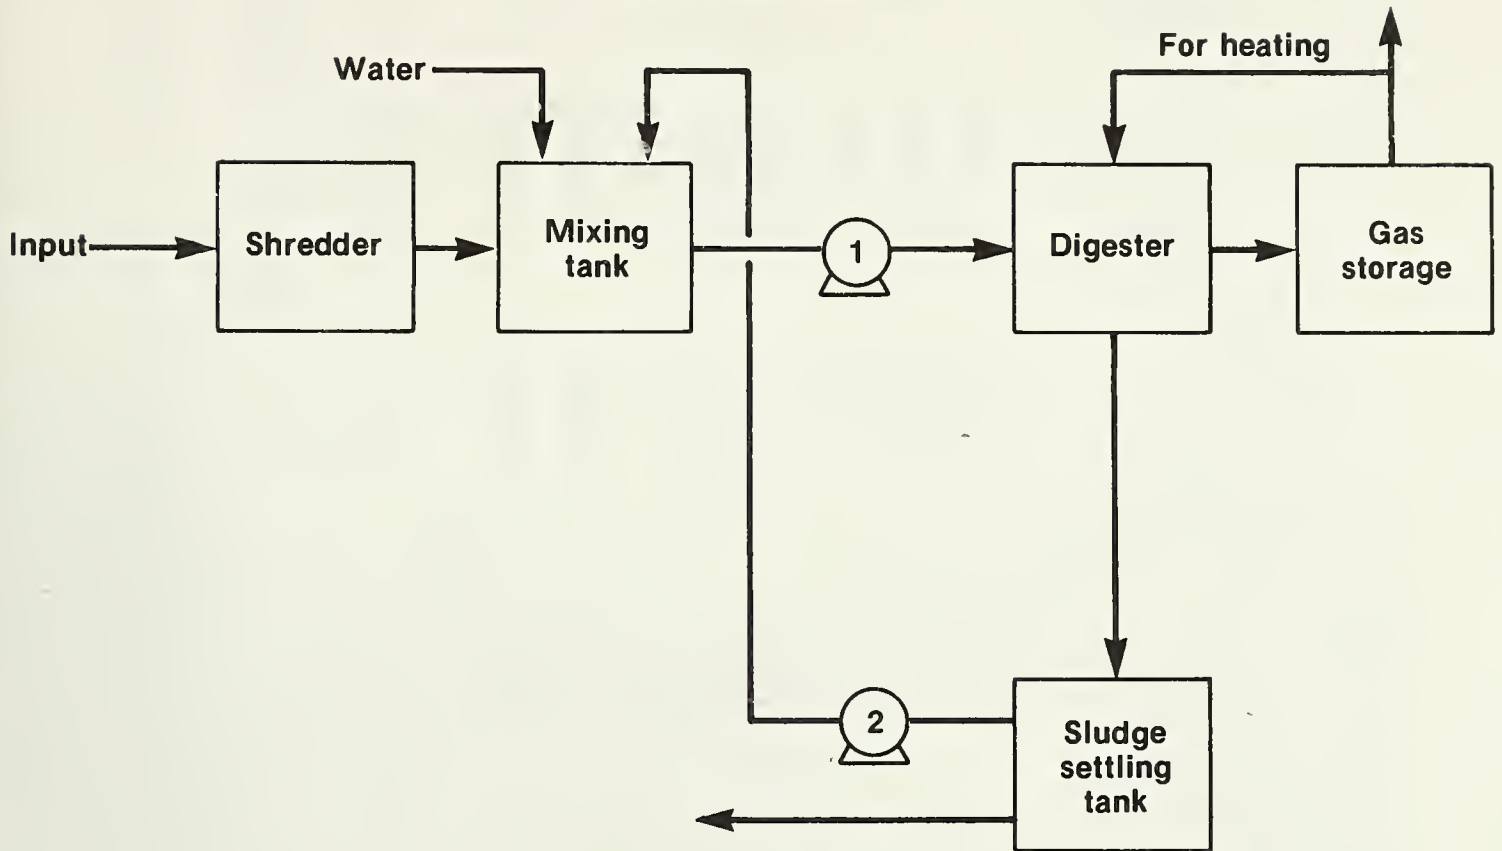 For heating
Water
Input
Shredder
Mixing
tank
1
Digester
Gas
storage
2
Sludge
settling
tank